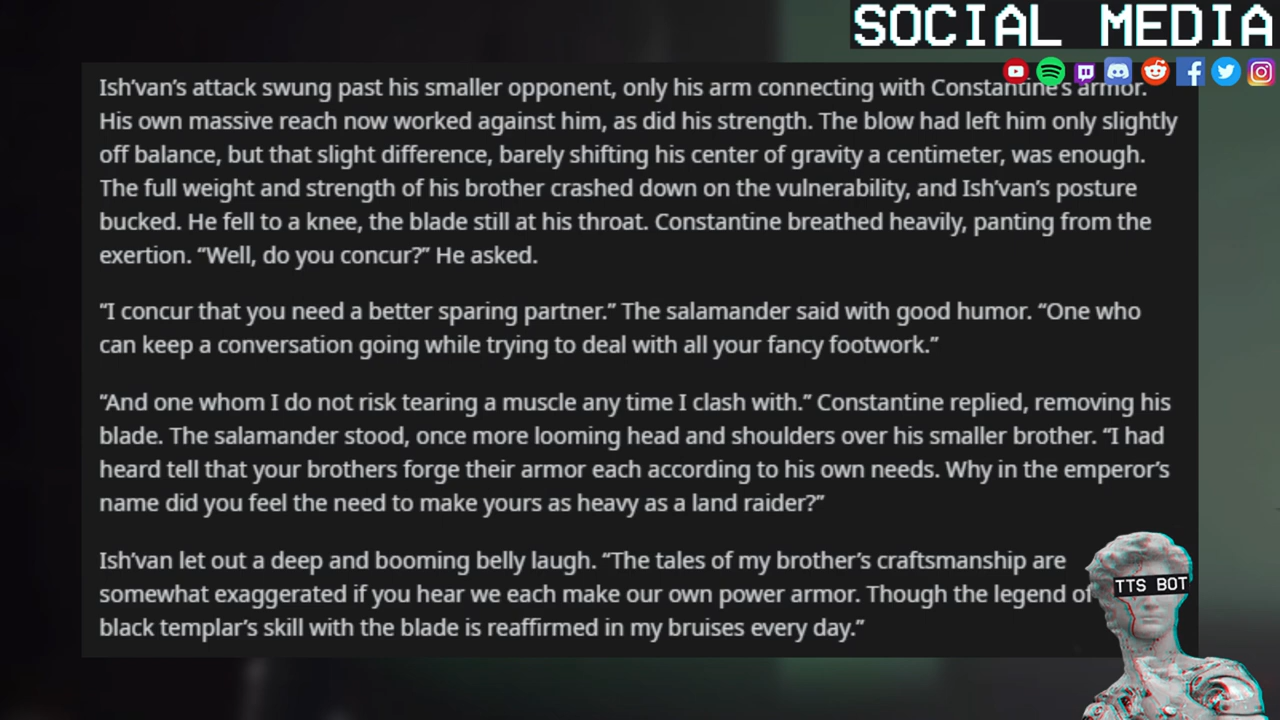 SOCIAL MEDIA
Ish’van’s attack swung past his smaller opponent, only his arm connecting with Constantine’s armor.
His own massive reach now worked against him, as did his strength. The blow had left him only slightly
off balance, but that slight difference, barely shifting his center of gravity a centimeter, was enough.
The full weight and strength of his brother crashed down on the vulnerability, and Ish’van’s posture
bucked. He fell to a knee, the blade still at his throat. Constantine breathed heavily, panting from the
exertion. “Well, do you concur?” He asked.
“I concur that you need a better sparing partner.” The salamander said with good humor. “One who
can keep a conversation going while trying to deal with all your fancy footwork.”
“And one whom I do not risk tearing a muscle any time I clash with.” Constantine replied, removing his
blade. The salamander stood, once more looming head and shoulders over his smaller brother. “I had
heard tell that your brothers forge their armor each according to his own needs. Why in the emperor’s
name did you feel the need to make yours as heavy as a land raider?”
Ish’van let out a deep and booming belly laugh. “The tales of my brother’s craftsmanship are
somewhat exaggerated if you hear we each make our own power armor. Though the legend of
black templar’s skill with the blade is reaffirmed in my bruises every day.”
TTS BOT